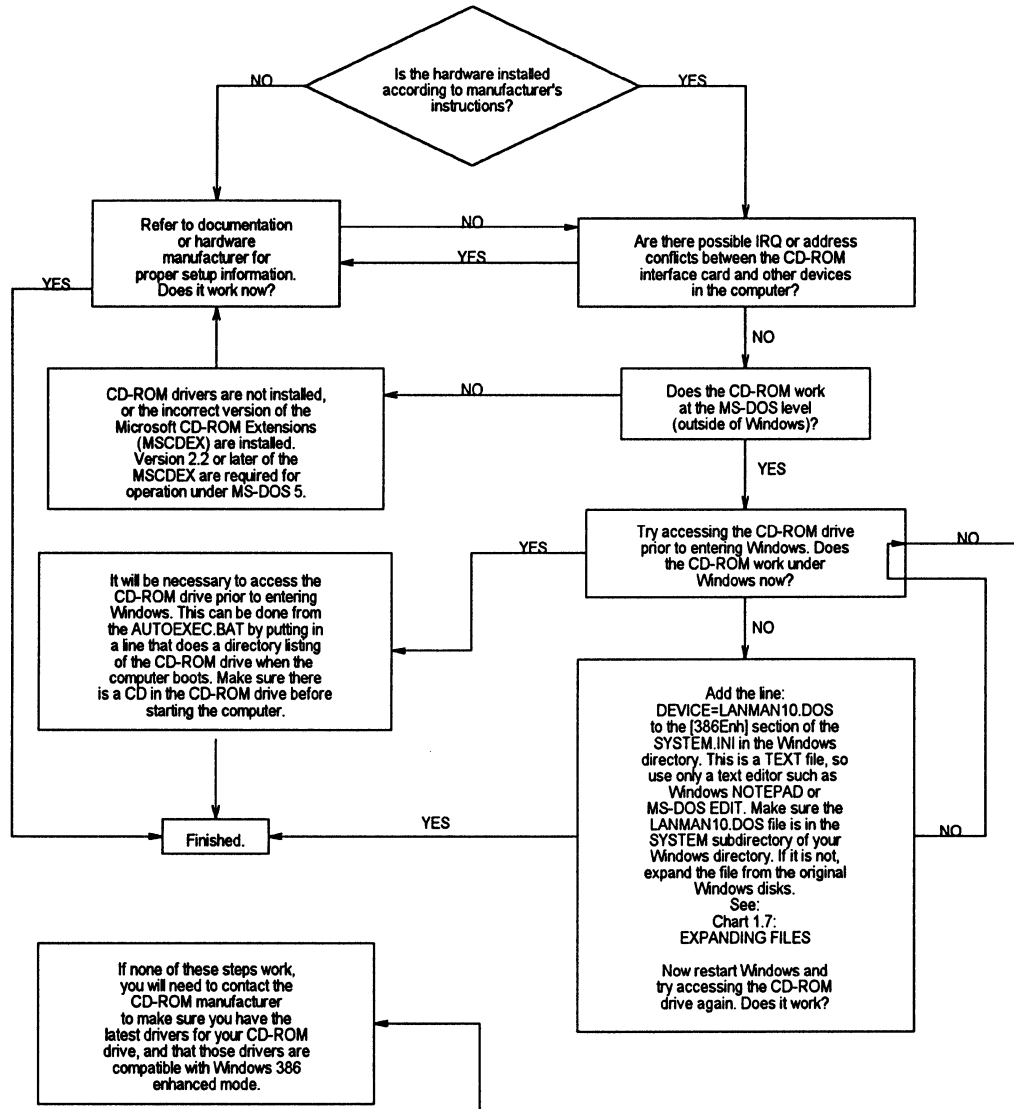 Is the hardware installed
according to manufacturer's
instructions?
NO
YES
Refer to documentation
or hardware
manufacturer for
proper setup information.
Does it work now?
NO
YES
YES
Are there possible IRQ or address
conflicts between the CD-ROM
interface card and other devices
in the computer?
NO
CD-ROM drivers are not installed,
or the incorrect version of the
Microsoft CD-ROM Extensions
(MSCDEX) are installed.
Version 2.2 or later of the
MSCDEX are required for
operation under MS-DOS 5.
NO
Does the CD-ROM work
at the MS-DOS level
(outside of Windows)?
YES
Try accessing the CD-ROM drive
prior to entering Windows. Does
the CD-ROM work under
Windows now?
YES
NO
NO
It will be necessary to access the
CD-ROM drive prior to entering
Windows. This can be done from
the AUTOEXEC.BAT by putting in
a line that does a directory listing
of the CD-ROM drive when the
computer boots. Make sure there
is a CD in the CD-ROM drive before
starting the computer.
Add the line:
DEVICE=LANMAN10.DOS
to the [386Enh] section of the
SYSTEM.INI in the Windows
directory. This is a TEXT file, so
use only a text editor such as
Windows NOTEPAD or
MS-DOS EDIT. Make sure the
LANMAN10.DOS file is in the
SYSTEM subdirectory of your
Windows directory. If it is not,
expand the file from the original
Windows disks.
See:
Chart 1.7:
EXPANDING FILES
Now restart Windows and
try accessing the CD-ROM
drive again. Does it work?
YES
NO
Finished.
If none of these steps work,
you will need to contact the
CD-ROM manufacturer
to make sure you have the
latest drivers for your CD-ROM
drive, and that those drivers are
compatible with Windows 386
enhanced mode.